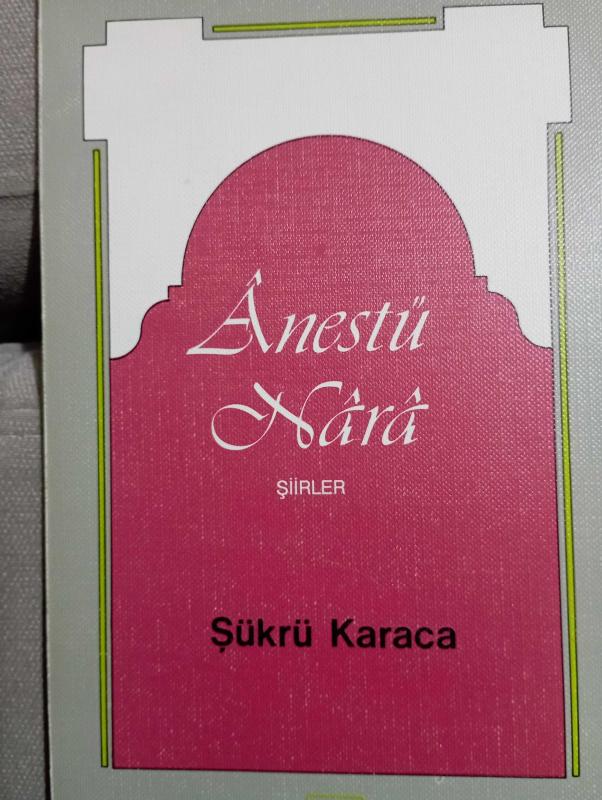 Ânestü
Nârâ
ŞİİRLER
Şükrü Karaca